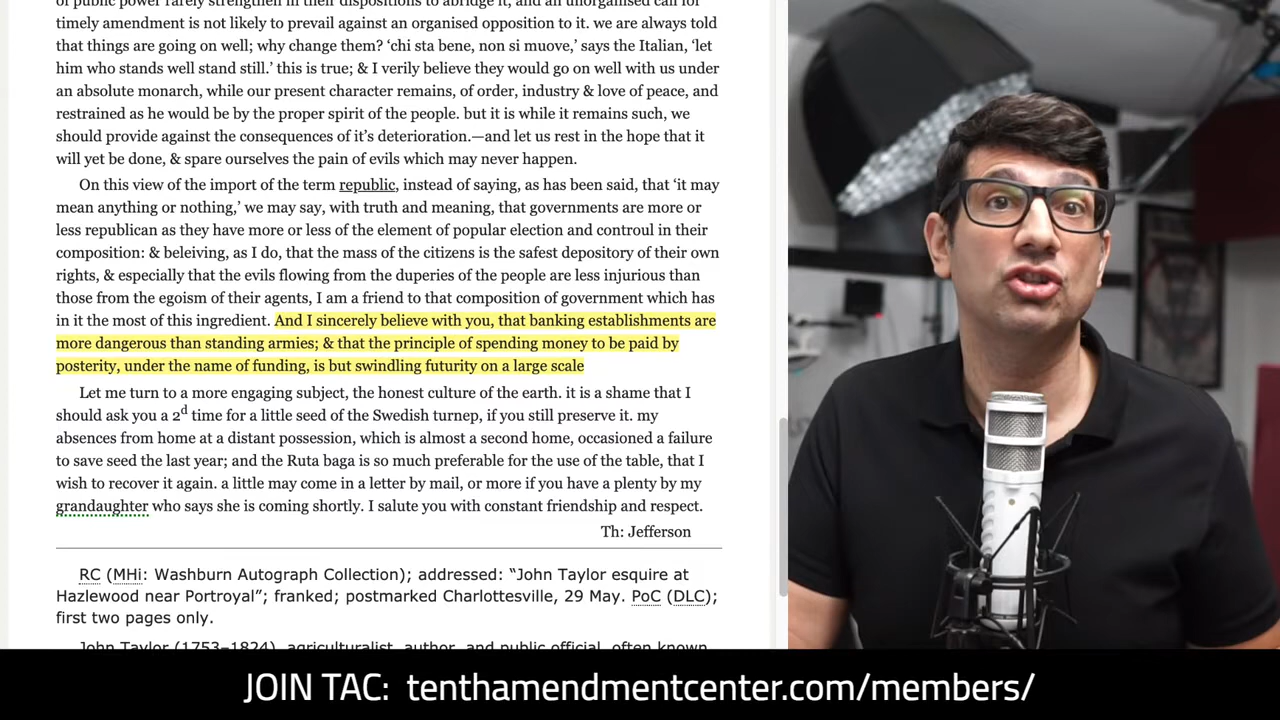 of public power rarely strengthen in their dispositions to abridge it, and an unorganised call for
timely amendment is not likely to prevail against an organised opposition to it. we are always told
that things are going on well; why change them? ‘chi sta bene, non si muove,’ says the Italian, ‘let
him who stands well stand still.’ this is true; & I verily believe they would go on well with us under
an absolute monarch, while our present character remains, of order, industry & love of peace, and
restrained as he would be by the proper spirit of the people. but it is while it remains such, we
should provide against the consequences of it’s deterioration.—and let us rest in the hope that it
will yet be done, & spare ourselves the pain of evils which may never happen.
On this view of the import of the term republic, instead of saying, as has been said, that ‘it may
mean anything or nothing,’ we may say, with truth and meaning, that governments are more or
less republican as they have more or less of the element of popular election and controul in their
composition: & beleiving, as I do, that the mass of the citizens is the safest depository of their own
rights, & especially that the evils flowing from the duperies of the people are less injurious than
those from the egoism of their agents, I am a friend to that composition of government which has
in it the most of this ingredient. And I sincerely believe with you, that banking establishments are
more dangerous than standing armies; & that the principle of spending money to be paid by
posterity, under the name of funding, is but swindling futurity on a large scale
Let me turn to a more engaging subject, the honest culture of the earth. it is a shame that I
should ask you a 2d time for a little seed of the Swedish turnep, if you still preserve it. my
absences from home at a distant possession, which is almost a second home, occasioned a failure
to save seed the last year; and the Ruta baga is so much preferable for the use of the table, that I
wish to recover it again. a little may come in a letter by mail, or more if you have a plenty by my
grandaughter who says she is coming shortly. I salute you with constant friendship and respect.
Th: Jefferson
RC (MHi: Washburn Autograph Collection); addressed: “John Taylor esquire at
Hazlewood near Portroyal”; franked; postmarked Charlottesville, 29 May. PoC (DLC);
first two pages only.
John Taylor (1753–1824), agriculturalist, author, and public official, often known
JOIN TAC: tenthamendmentcenter.com/members/